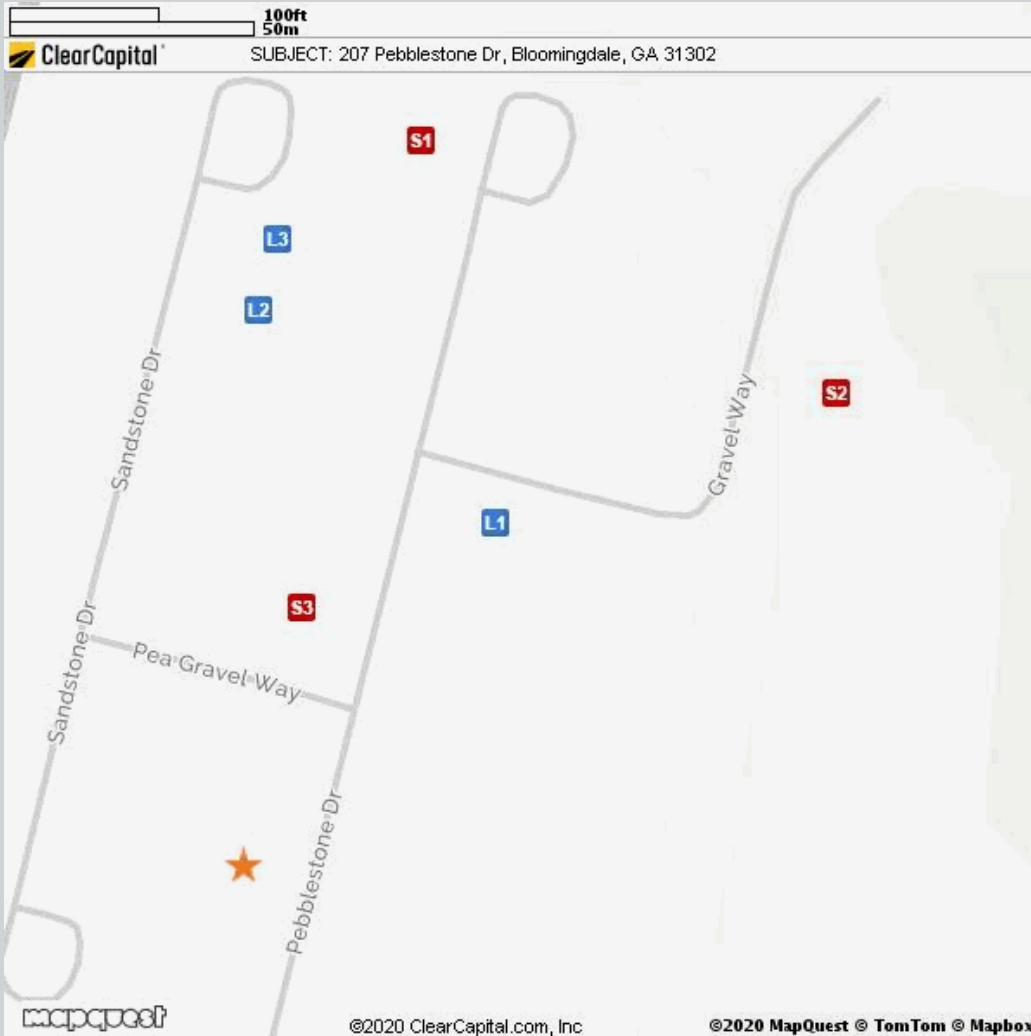 100ft
50m
ClearCapital
SUBJECT: 207 Pebblestone Dr, Bloomingdale, GA 31302
S1
L3
L2
Sandstone Dr
S2
Gravel Way
L1
S3
Sandstone Dr
Pea Gravel Way
Pebblestone Dr
mapquest
©2020 ClearCapital.com, Inc
©2020 MapQuest © TomTom © Mapbox